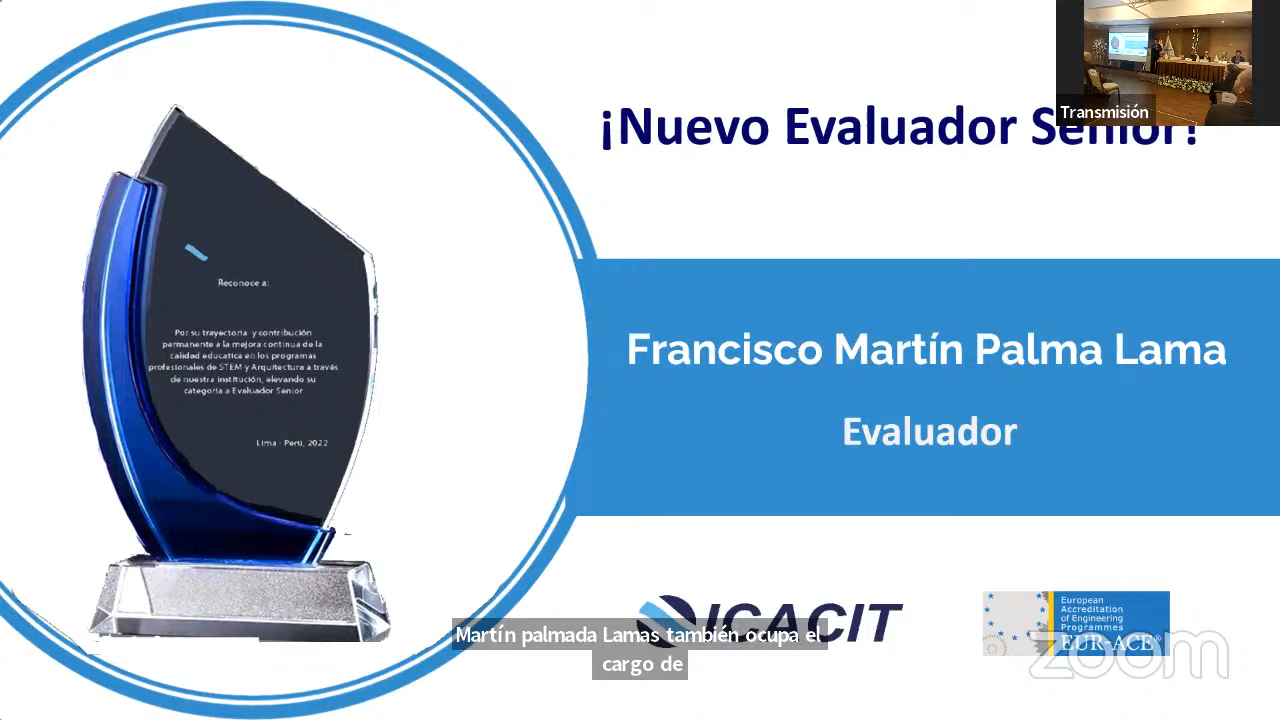 ¡Nuevo Evaluador Senior!
Transmisión
Reconoce a:
Por su trayectoria y contribución
permanente a la mejora continua de la
calidad educatica en los programas
profesionales de STEM y Arquitectura a través
de nuestra institución, elevando su
categoría a Evaluador Senior
Lima - Perú, 2022
Francisco Martín Palma Lama
Evaluador
ICACIT
European
Accreditation
of Engineering
Programmes
EUR-ACE®
zoom
Martín palmada Lamas también ocupa el
cargo de